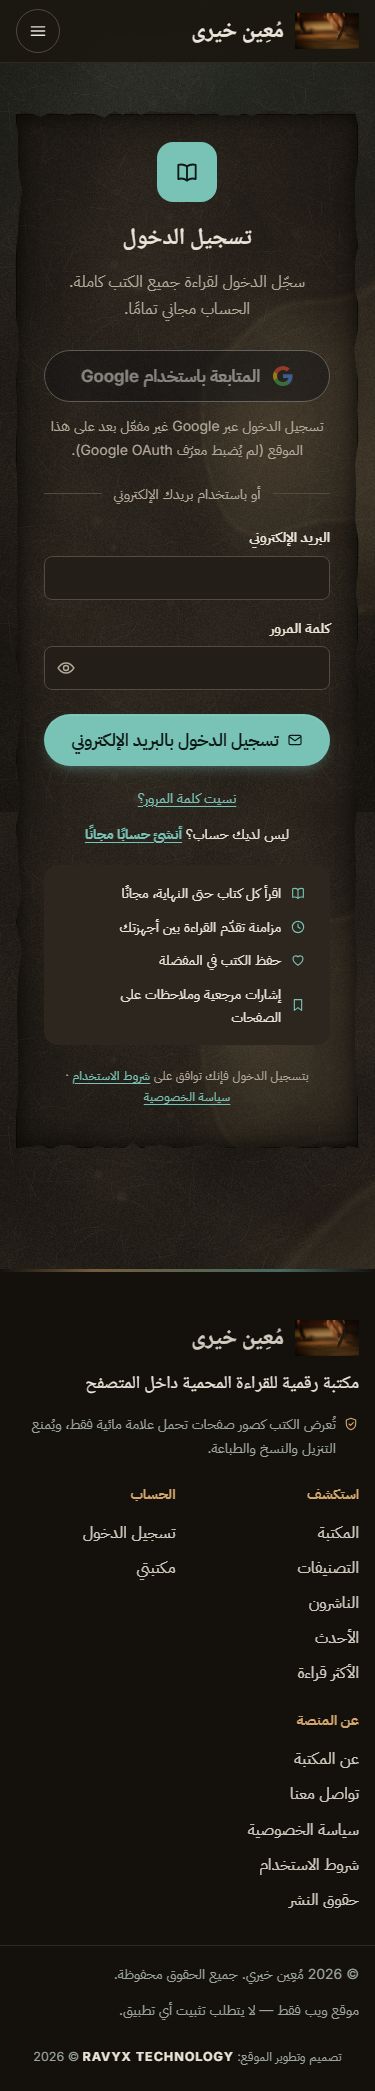 مُعِين خيرى
تسجيل الدخول
سجّل الدخول لقراءة جميع الكتب كاملة.
الحساب مجاني تمامًا.
المتابعة باستخدام Google
تسجيل الدخول عبر Google غير مفعّل بعد على هذا
الموقع (لم يُضبط معرّف Google OAuth).
أو باستخدام بريدك الإلكتروني
البريد الإلكتروني
كلمة المرور
تسجيل الدخول بالبريد الإلكتروني
نسيت كلمة المرور؟
ليس لديك حساب؟ أنشئ حسابًا مجانًا
اقرأ كل كتاب حتى النهاية، مجانًا
مزامنة تقدّم القراءة بين أجهزتك
حفظ الكتب في المفضلة
إشارات مرجعية وملاحظات على
الصفحات
بتسجيل الدخول فإنك توافق على شروط الاستخدام ·
سياسة الخصوصية
مُعِين خيرى
مكتبة رقمية للقراءة المحمية داخل المتصفح
تُعرض الكتب كصور صفحات تحمل علامة مائية فقط، ويُمنع
التنزيل والنسخ والطباعة.
استكشف
المكتبة
التصنيفات
الناشرون
الأحدث
الأكثر قراءة
الحساب
تسجيل الدخول
مكتبتي
عن المنصة
عن المكتبة
تواصل معنا
سياسة الخصوصية
شروط الاستخدام
حقوق النشر
© 2026 مُعِين خيري. جميع الحقوق محفوظة.
موقع ويب فقط — لا يتطلب تثبيت أي تطبيق.
تصميم وتطوير الموقع: RAVYX TECHNOLOGY © 2026